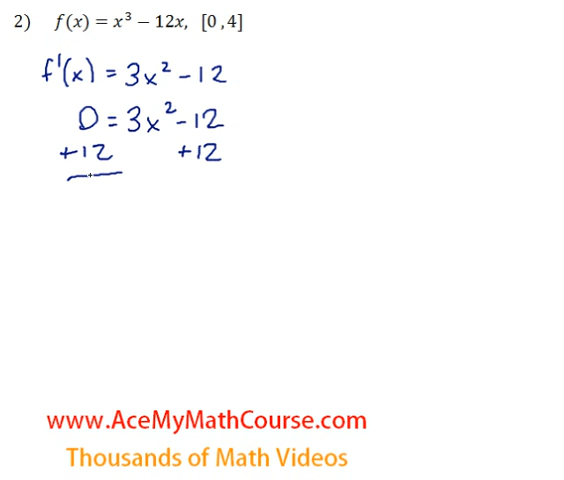 2) f(x) = x³ − 12x, [0 ,4]
f'(x) = 3x² − 12
0 = 3x² − 12
+12 +12
www.AceMyMathCourse.com
Thousands of Math Videos